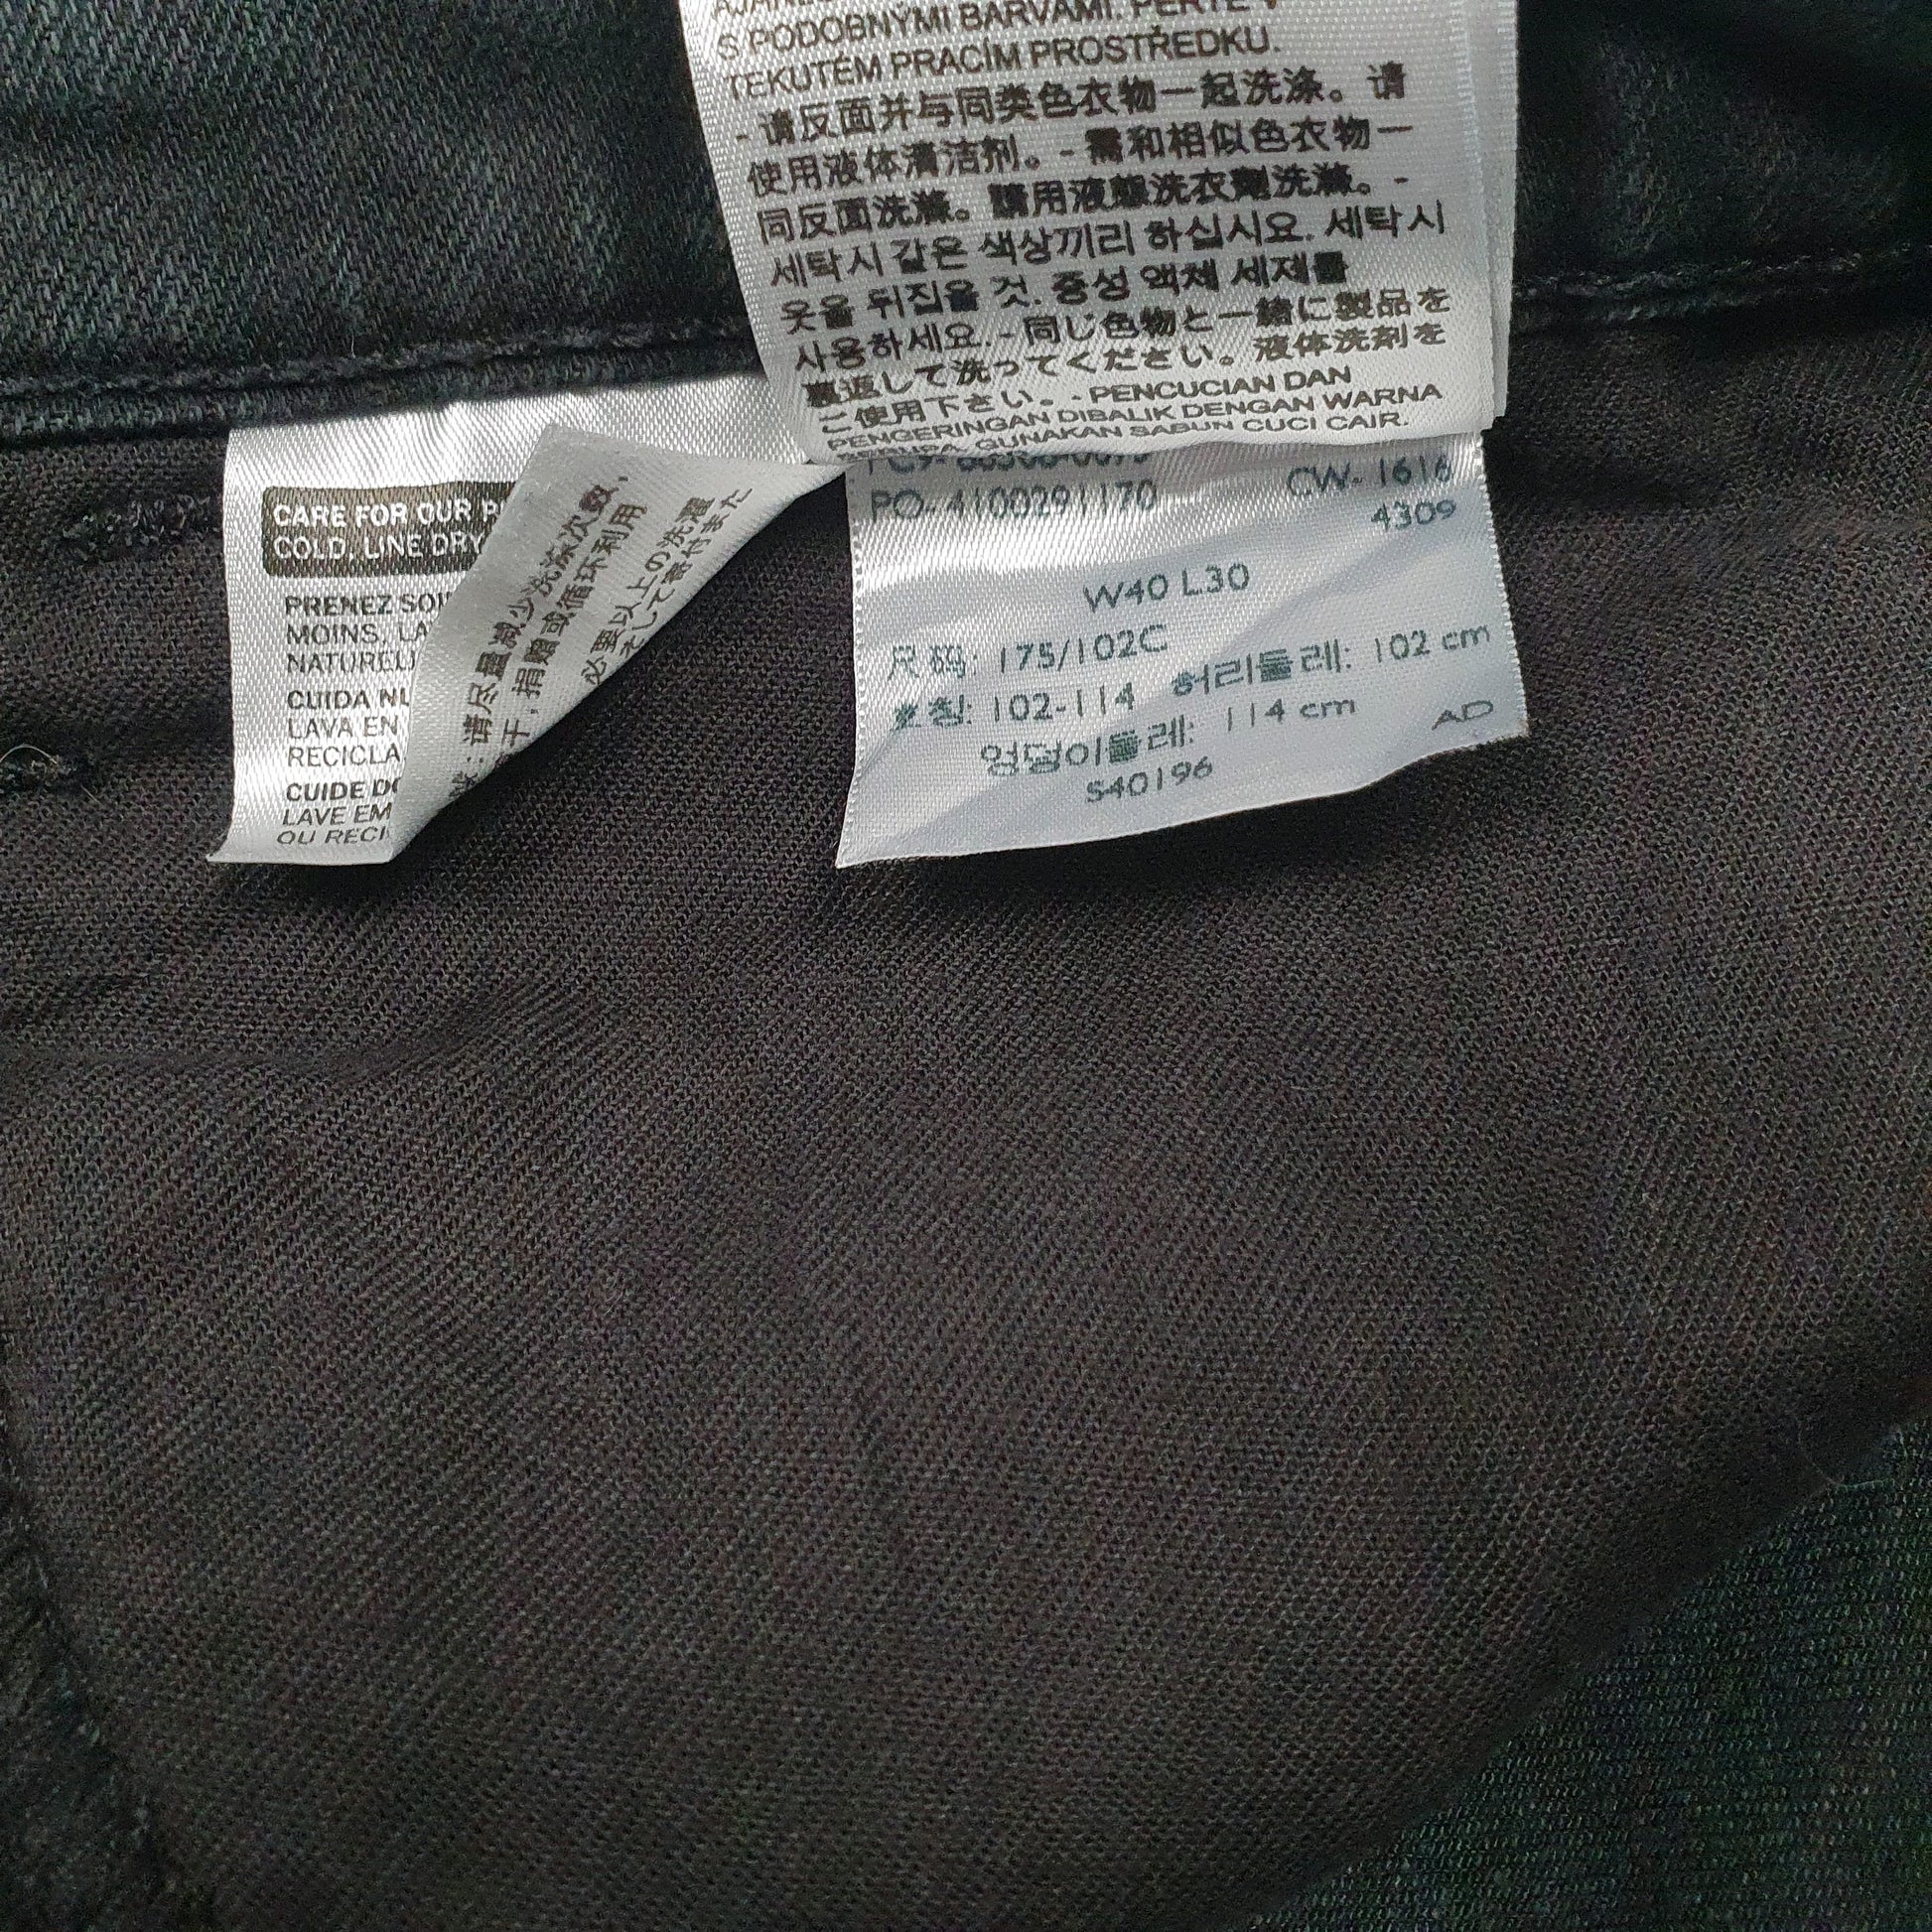 S PODOBNÝMI BARVAMI. PERTE V
TEKUTÉM PRACÍM PROSTŘEDKU.
- 请反面并与同类色衣物一起洗涤。请
使用液体清洁剂。- 需和相似色衣物一
同反面洗滌。請用液態洗衣劑洗滌。-
세탁시 같은 색상끼리 하십시요. 세탁시
옷을 뒤집을 것. 중성 액체 세제를
사용하세요. - 同じ色物と一緒に製品を
裏返して洗ってください。液体洗剤を
ご使用下さい。- PENCUCIAN DAN
PENGERINGAN DIBALIK DENGAN WARNA
GUNAKAN SABUN CUCI CAIR.
CARE FOR OUR
COLD, LINE DRY
PRENEZ
MOINS,
CUIDA
LAVA EN
CUIDE
LAVE EM
OU
请尽量减少洗涤次数,
捐赠或循环利用
必要以上の洗濯
して寄付また
PO- 4100291170
CW- 1616
4309
W40 L30
尺码: 175/102C
호칭: 102-114 허리둘레: 102 cm
엉덩이둘레: 114 cm
AD
S40196